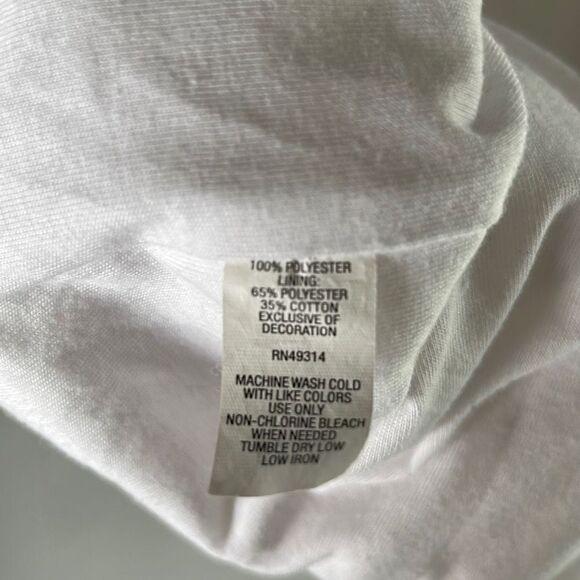 100% POLYESTER
LINING:
65% POLYESTER
35% COTTON
EXCLUSIVE OF
DECORATION
RN49314
MACHINE WASH COLD
WITH LIKE COLORS
USE ONLY
NON-CHLORINE BLEACH
WHEN NEEDED
TUMBLE DRY LOW
LOW IRON